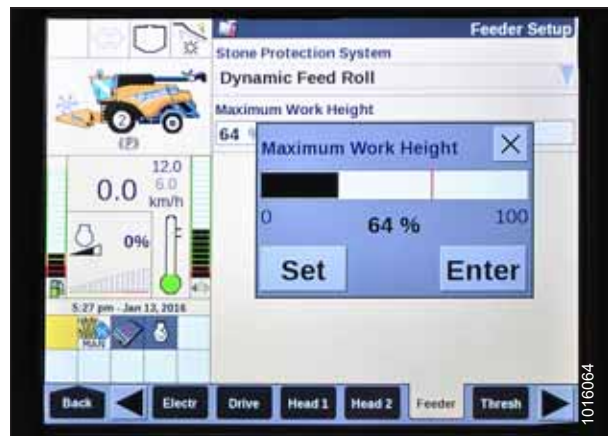 Feeder Setup
Stone Protection System
Dynamic Feed Roll
Maximum Work Height
64
Maximum Work Height
0
64 %
100
Set
Enter
2
(P)
12.0
6.0
0.0
km/h
0%
5:27 pm - Jan 13, 2016
MAN
Back
Electr
Drive
Head 1
Head 2
Feeder
Thresh
1016064